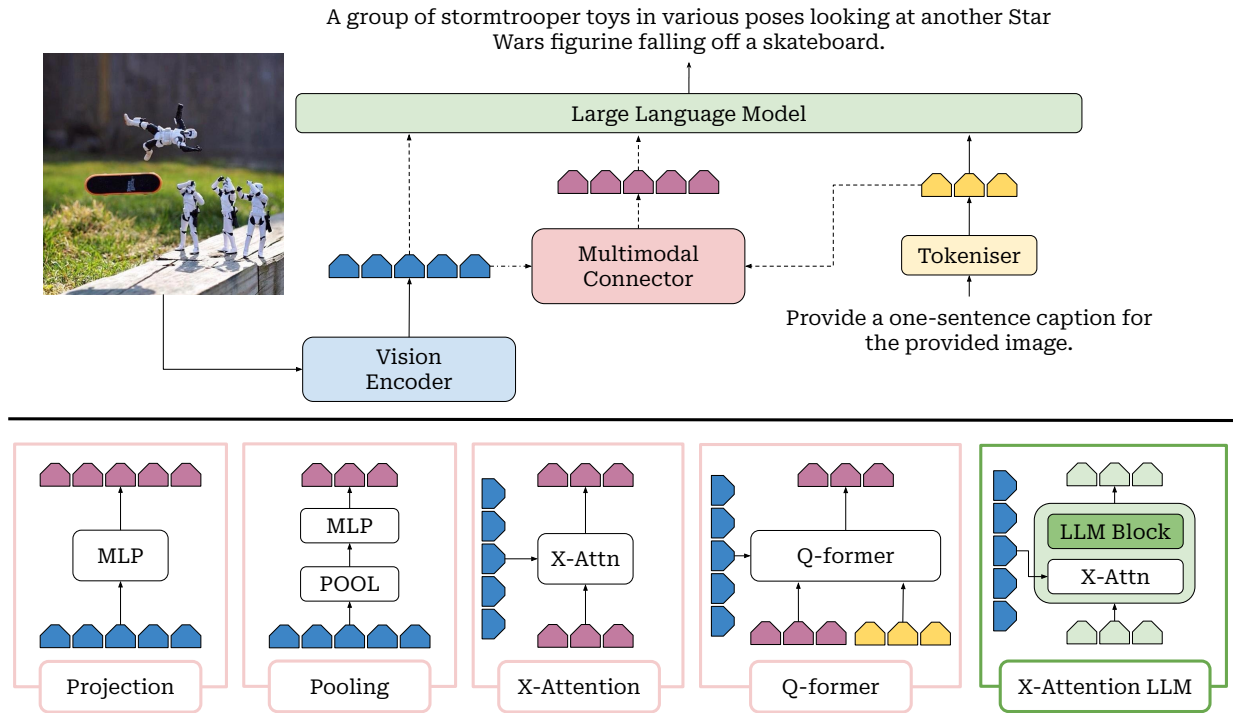 A group of stormtrooper toys in various poses looking at another Star
Wars figurine falling off a skateboard.
Large Language Model
Multimodal
Connector
Tokeniser
Provide a one-sentence caption for
the provided image.
Vision
Encoder
MLP
Projection
MLP
POOL
Pooling
X-Attn
X-Attention
Q-former
Q-former
LLM Block
X-Attn
X-Attention LLM